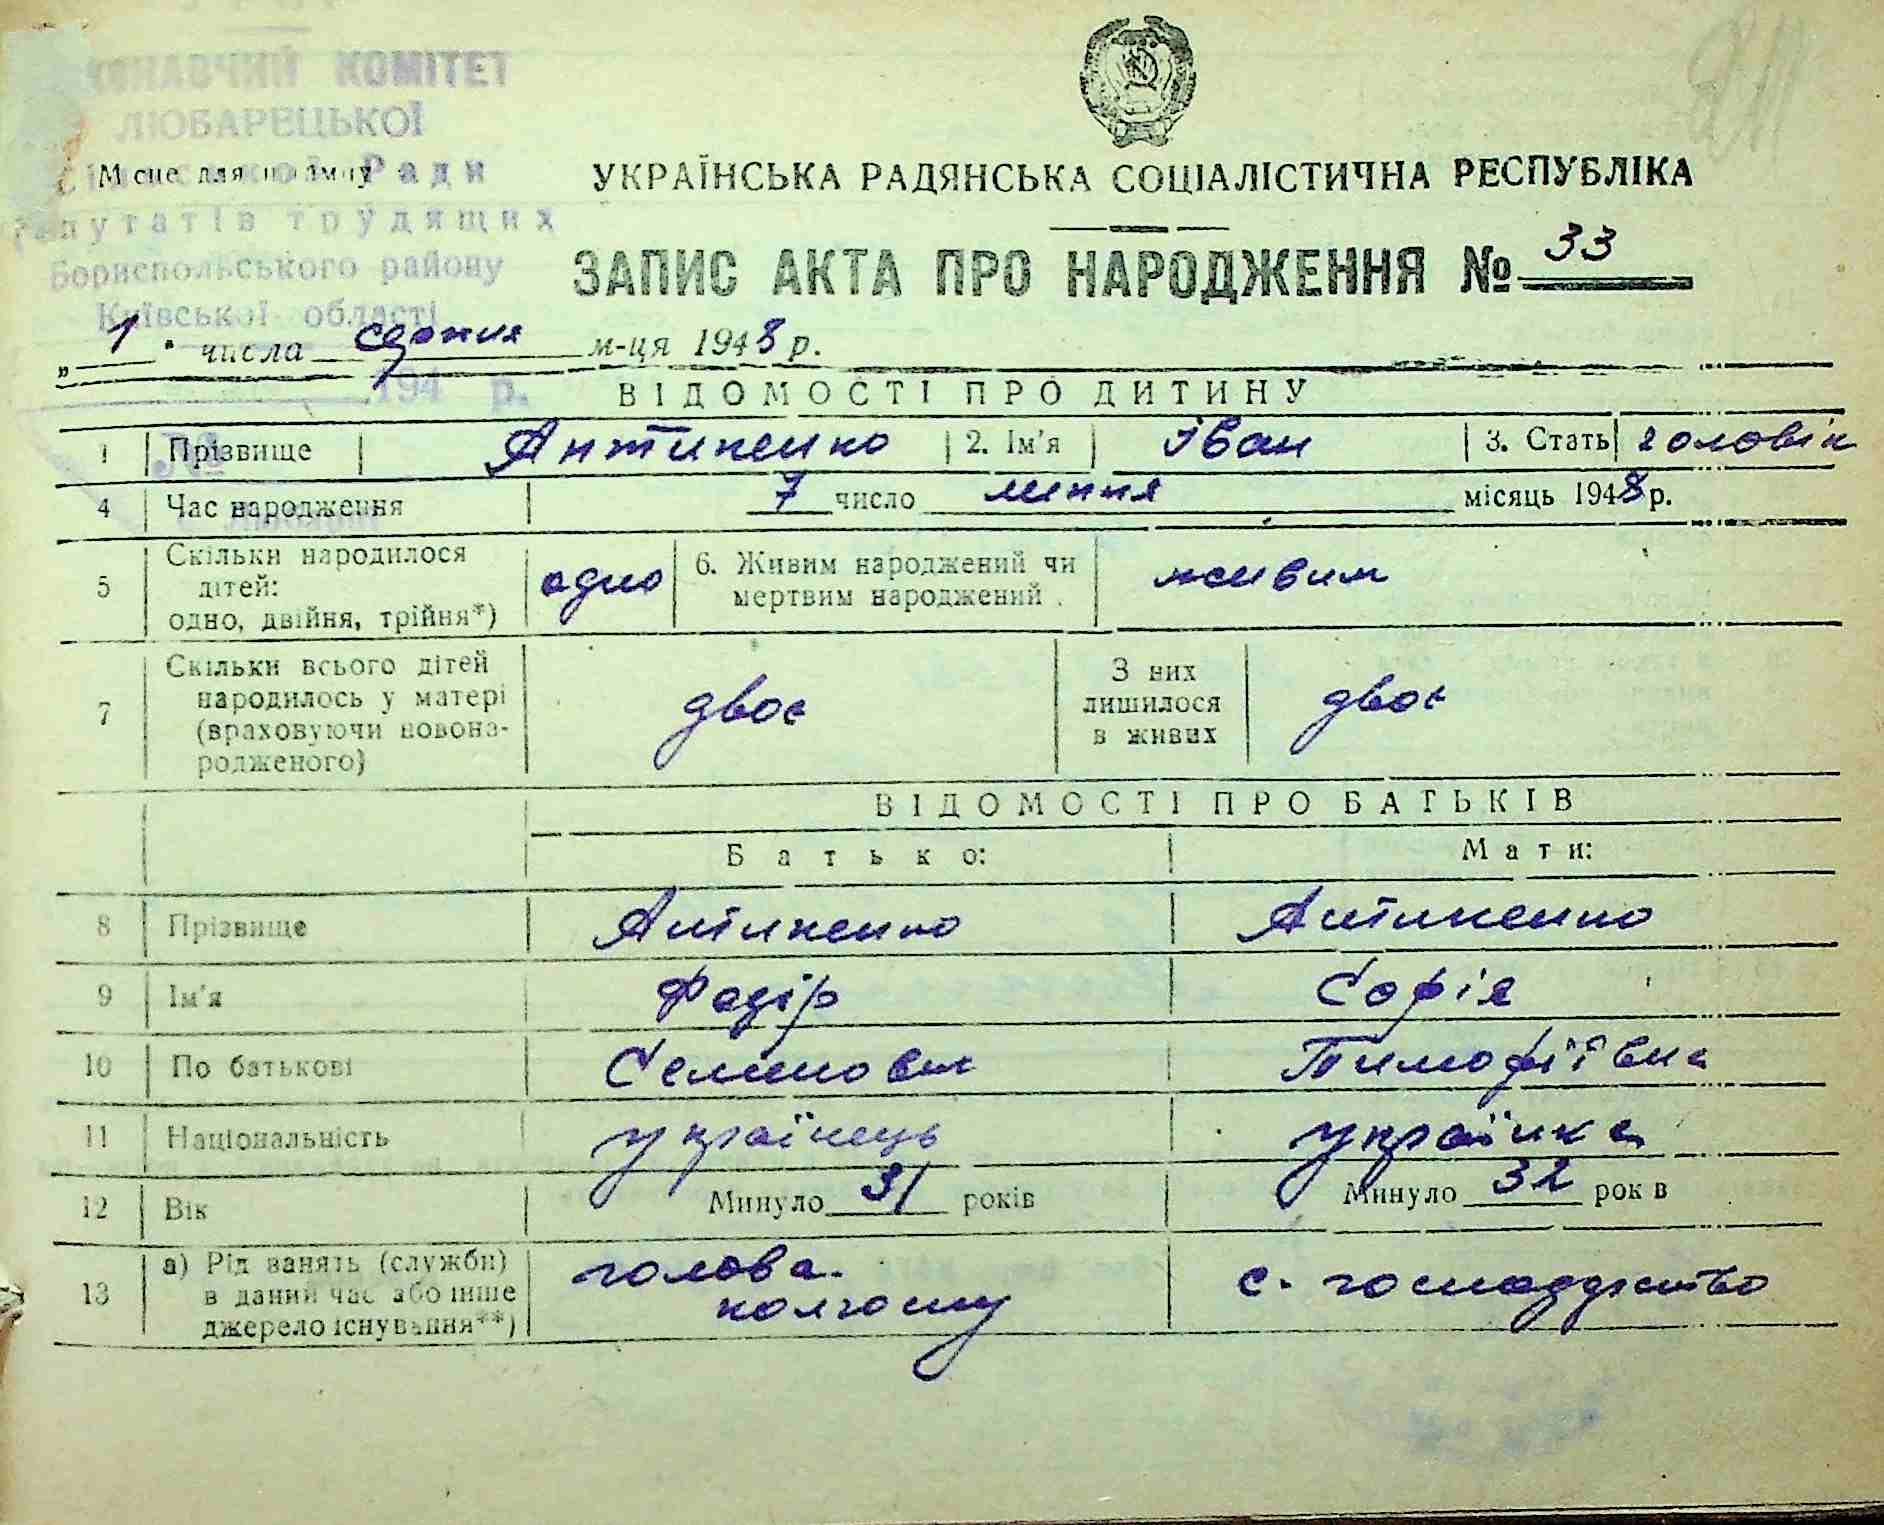 КОМІТЕТ
ЛЮБАРЕЦЬКОЇ
Ради
Місце для штампу
трудящих
Бориспольського району
Київської області
194 р.
№
УКРАЇНСЬКА РАДЯНСЬКА СОЦІАЛІСТИЧНА РЕСПУБЛІКА
ЗАПИС АКТА ПРО НАРОДЖЕННЯ № 33
„1" числа серпня м-ця 1948 р.
ВІДОМОСТІ ПРО ДИТИНУ
1 Прізвище Антипенко 2. Ім'я Іван 3. Стать чоловік
4 Час народження 7 число липня місяць 1948 р.
5 Скільки народилося дітей: одно, двійня, трійня*) одно 6. Живим народжений чи мертвим народжений живим
7 Скільки всього дітей народилось у матері (враховуючи новонародженого) двоє З них лишилося в живих двоє
ВІДОМОСТІ ПРО БАТЬКІВ
Батько: Мати:
8 Прізвище Антипенко Антипенко
9 Ім'я Федір Софія
10 По батькові Семенович Тимофіївна
11 Національність українець українка
12 Вік Минуло 31 років Минуло 32 рок в
13 а) Рід занять (служби) в даний час або інше джерело існування**) голова колгоспу с. господарство